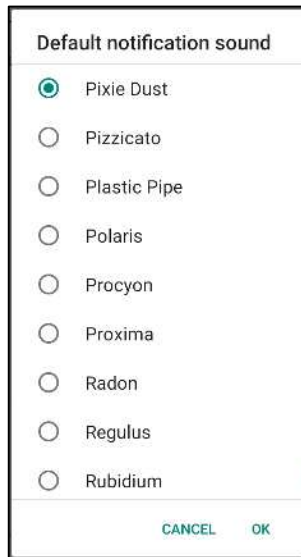 Default notification sound
Pixie Dust
Pizzicato
Plastic Pipe
Polaris
Procyon
Proxima
Radon
Regulus
Rubidium
CANCEL OK